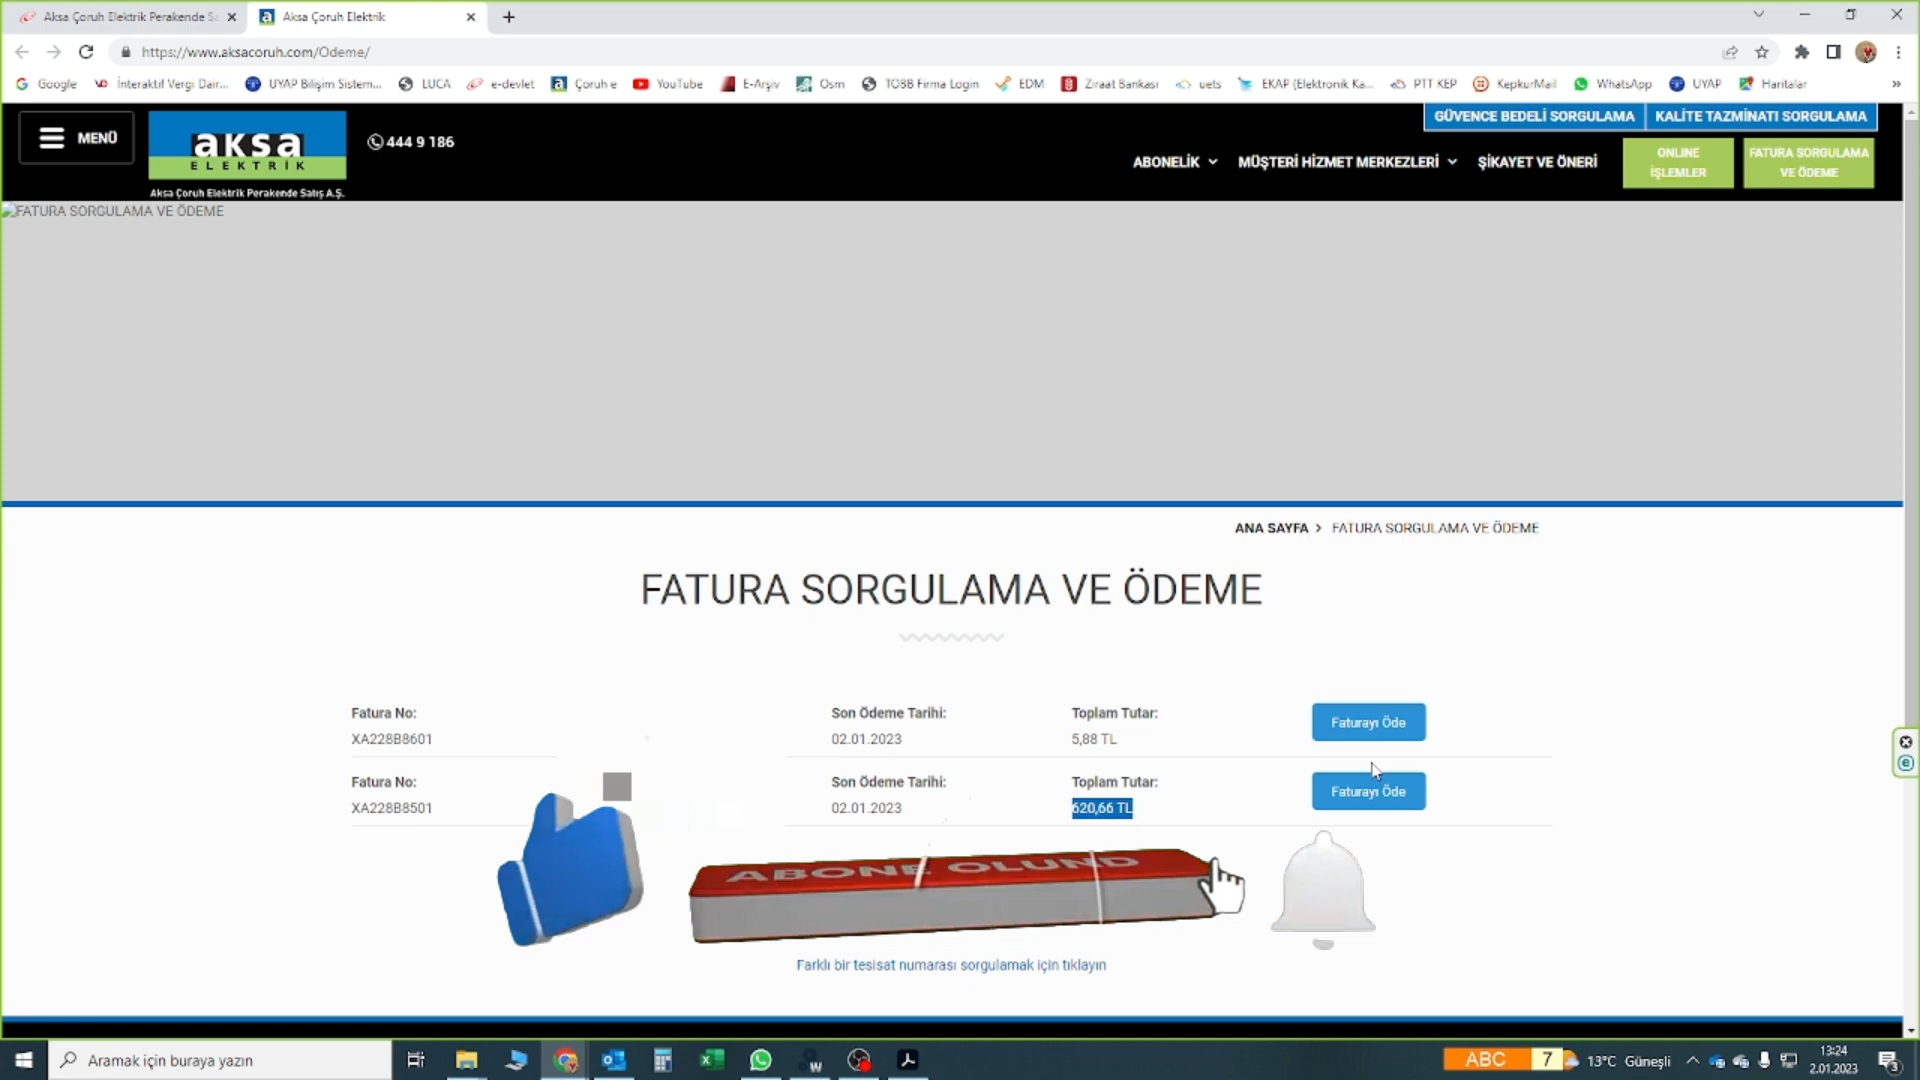 Aksa Çoruh Elektrik Perakende Sa
Aksa Çoruh Elektrik
https://www.aksacoruh.com/Odeme/
Google
İnteraktif Vergi Dair...
UYAP Bilişim Sistem...
LUCA
e-devlet
Çoruh e
YouTube
E-Arşiv
Osm
TOBB Firma Login
EDM
Ziraat Bankası
uets
EKAP (Elektronik Ka...
PTT KEP
KepkurMail
WhatsApp
UYAP
Haritalar
GÜVENCE BEDELİ SORGULAMA
KALİTE TAZMİNATI SORGULAMA
MENÜ
aksa
ELEKTRİK
Aksa Çoruh Elektrik Perakende Satış A.Ş.
444 9 186
ABONELİK
MÜŞTERİ HİZMET MERKEZLERİ
ŞİKAYET VE ÖNERİ
ONLINE
İŞLEMLER
FATURA SORGULAMA
VE ÖDEME
FATURA SORGULAMA VE ÖDEME
ANA SAYFA > FATURA SORGULAMA VE ÖDEME
FATURA SORGULAMA VE ÖDEME
Fatura No:
XA228B8601
Son Ödeme Tarihi:
02.01.2023
Toplam Tutar:
5,88 TL
Faturayı Öde
Fatura No:
XA228B8501
Son Ödeme Tarihi:
02.01.2023
Toplam Tutar:
620,66 TL
Faturayı Öde
ABONE OLUND
Farklı bir tesisat numarası sorgulamak için tıklayın
Aramak için buraya yazın
ABC 7
13°C Güneşli
13:24
2.01.2023
3